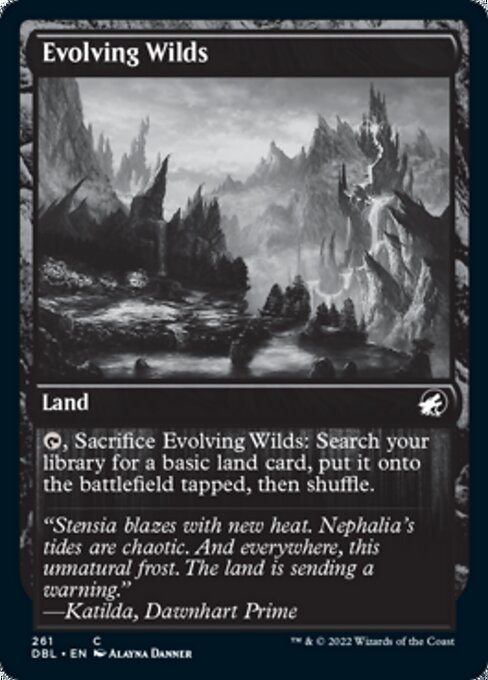 Evolving Wilds
Land
, Sacrifice Evolving Wilds: Search your
library for a basic land card, put it onto
the battlefield tapped, then shuffle.
“Stensia blazes with new heat. Nephalia’s
tides are chaotic. And everywhere, this
unnatural frost. The land is sending a
warning.”
—Katilda, Dawnhart Prime
261 C
DBL • EN Alayna Danner
™ & © 2022 Wizards of the Coast